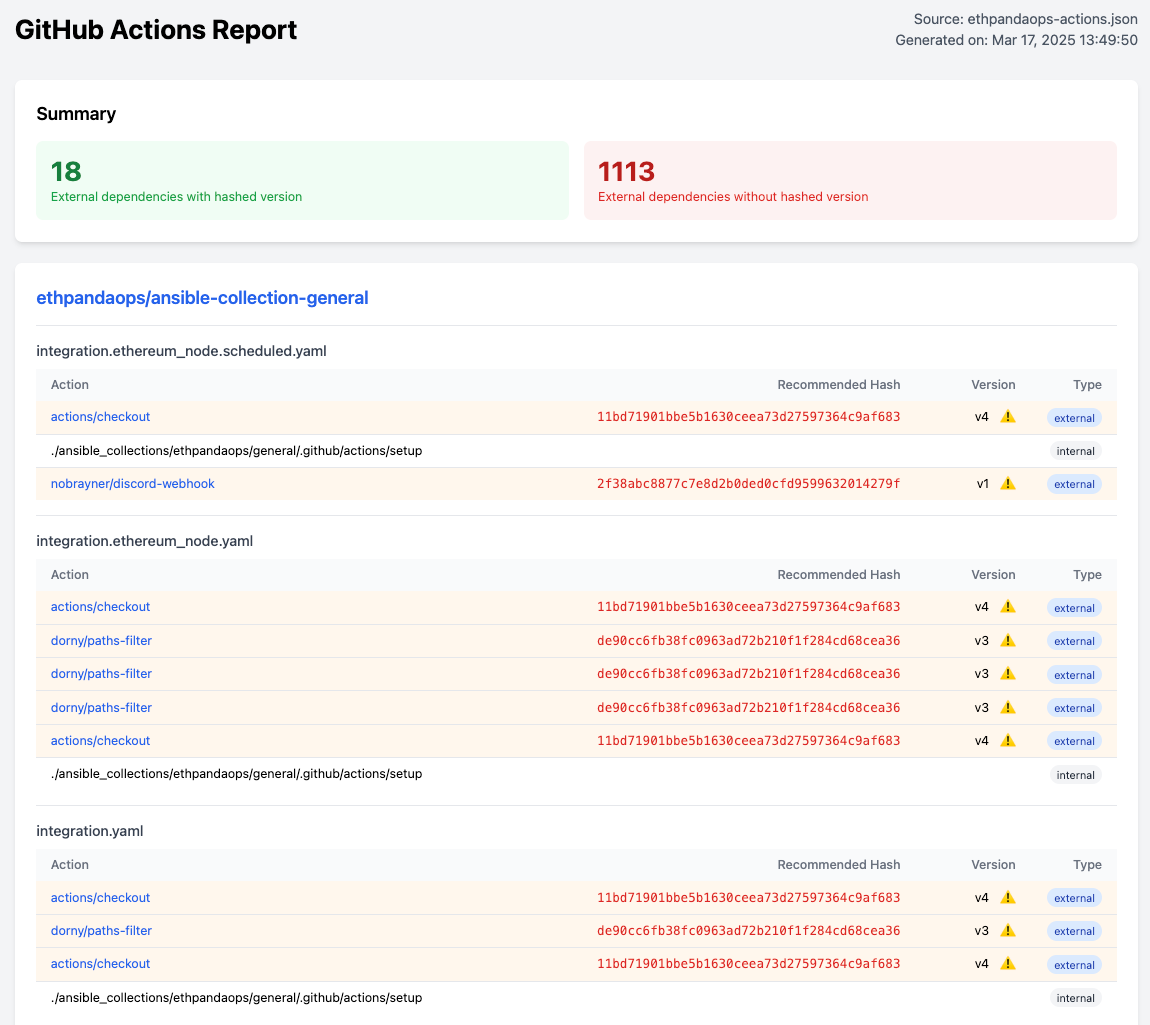 GitHub Actions Report
Source: ethpandaops-actions.json
Generated on: Mar 17, 2025 13:49:50
Summary
18
External dependencies with hashed version
1113
External dependencies without hashed version
ethpandaops/ansible-collection-general
integration.ethereum_node.scheduled.yaml
Action Recommended Hash Version Type
actions/checkout 11bd71901bbe5b1630ceea73d27597364c9af683 v4 external
./ansible_collections/ethpandaops/general/.github/actions/setup internal
nobrayner/discord-webhook 2f38abc8877c7e8d2b0ded0cfd9599632014279f v1 external
integration.ethereum_node.yaml
Action Recommended Hash Version Type
actions/checkout 11bd71901bbe5b1630ceea73d27597364c9af683 v4 external
dorny/paths-filter de90cc6fb38fc0963ad72b210f1f284cd68cea36 v3 external
dorny/paths-filter de90cc6fb38fc0963ad72b210f1f284cd68cea36 v3 external
dorny/paths-filter de90cc6fb38fc0963ad72b210f1f284cd68cea36 v3 external
actions/checkout 11bd71901bbe5b1630ceea73d27597364c9af683 v4 external
./ansible_collections/ethpandaops/general/.github/actions/setup internal
integration.yaml
Action Recommended Hash Version Type
actions/checkout 11bd71901bbe5b1630ceea73d27597364c9af683 v4 external
dorny/paths-filter de90cc6fb38fc0963ad72b210f1f284cd68cea36 v3 external
actions/checkout 11bd71901bbe5b1630ceea73d27597364c9af683 v4 external
./ansible_collections/ethpandaops/general/.github/actions/setup internal